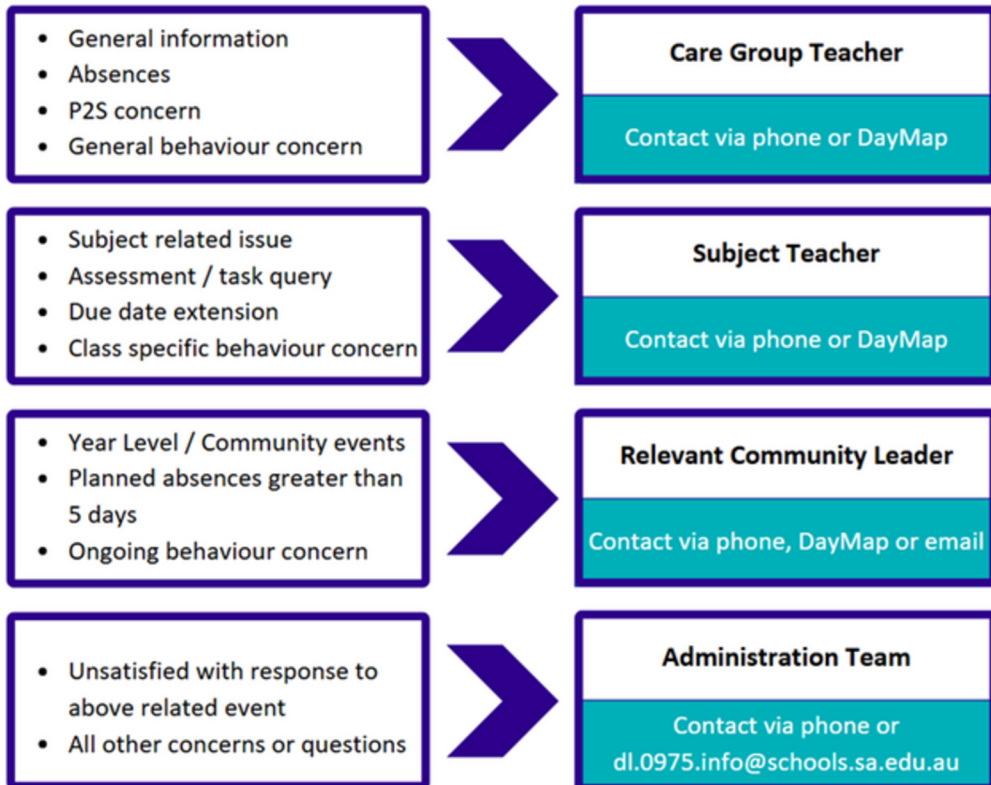 • General information
• Absences
• P2S concern
• General behaviour concern
Care Group Teacher
Contact via phone or DayMap
• Subject related issue
• Assessment / task query
• Due date extension
• Class specific behaviour concern
Subject Teacher
Contact via phone or DayMap
• Year Level / Community events
• Planned absences greater than
5 days
• Ongoing behaviour concern
Relevant Community Leader
Contact via phone, DayMap or email
• Unsatisfied with response to
above related event
• All other concerns or questions
Administration Team
Contact via phone or
dl.0975.info@schools.sa.edu.au